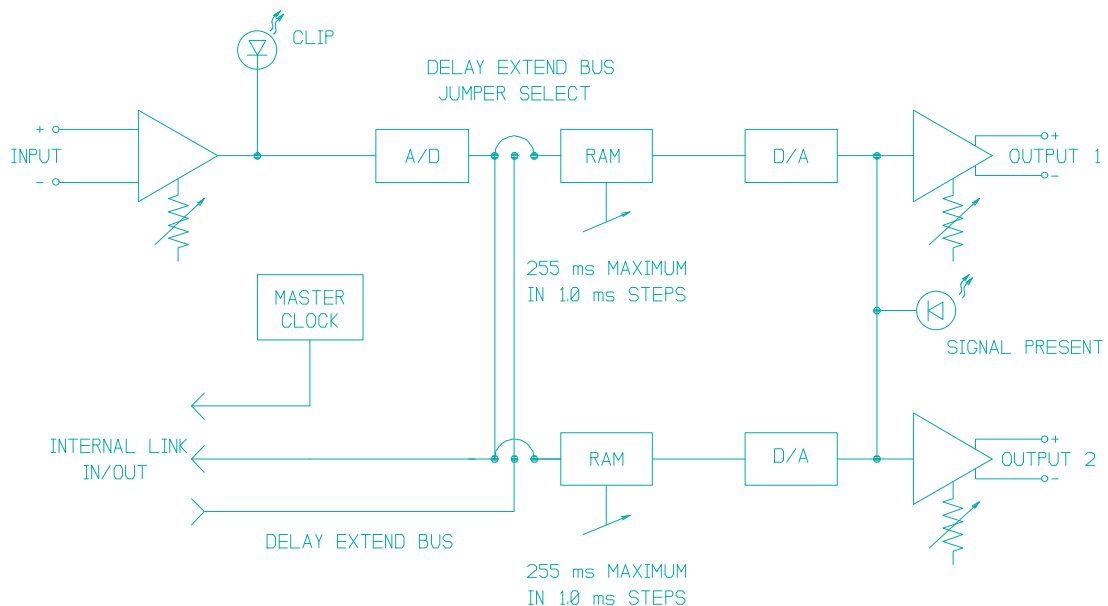 CLIP
DELAY EXTEND BUS
JUMPER SELECT
+
INPUT
-
A/D
RAM
D/A
+
OUTPUT 1
-
255 ms MAXIMUM
IN 1.0 ms STEPS
MASTER
CLOCK
SIGNAL PRESENT
INTERNAL LINK
IN/OUT
RAM
D/A
+
OUTPUT 2
-
DELAY EXTEND BUS
255 ms MAXIMUM
IN 1.0 ms STEPS